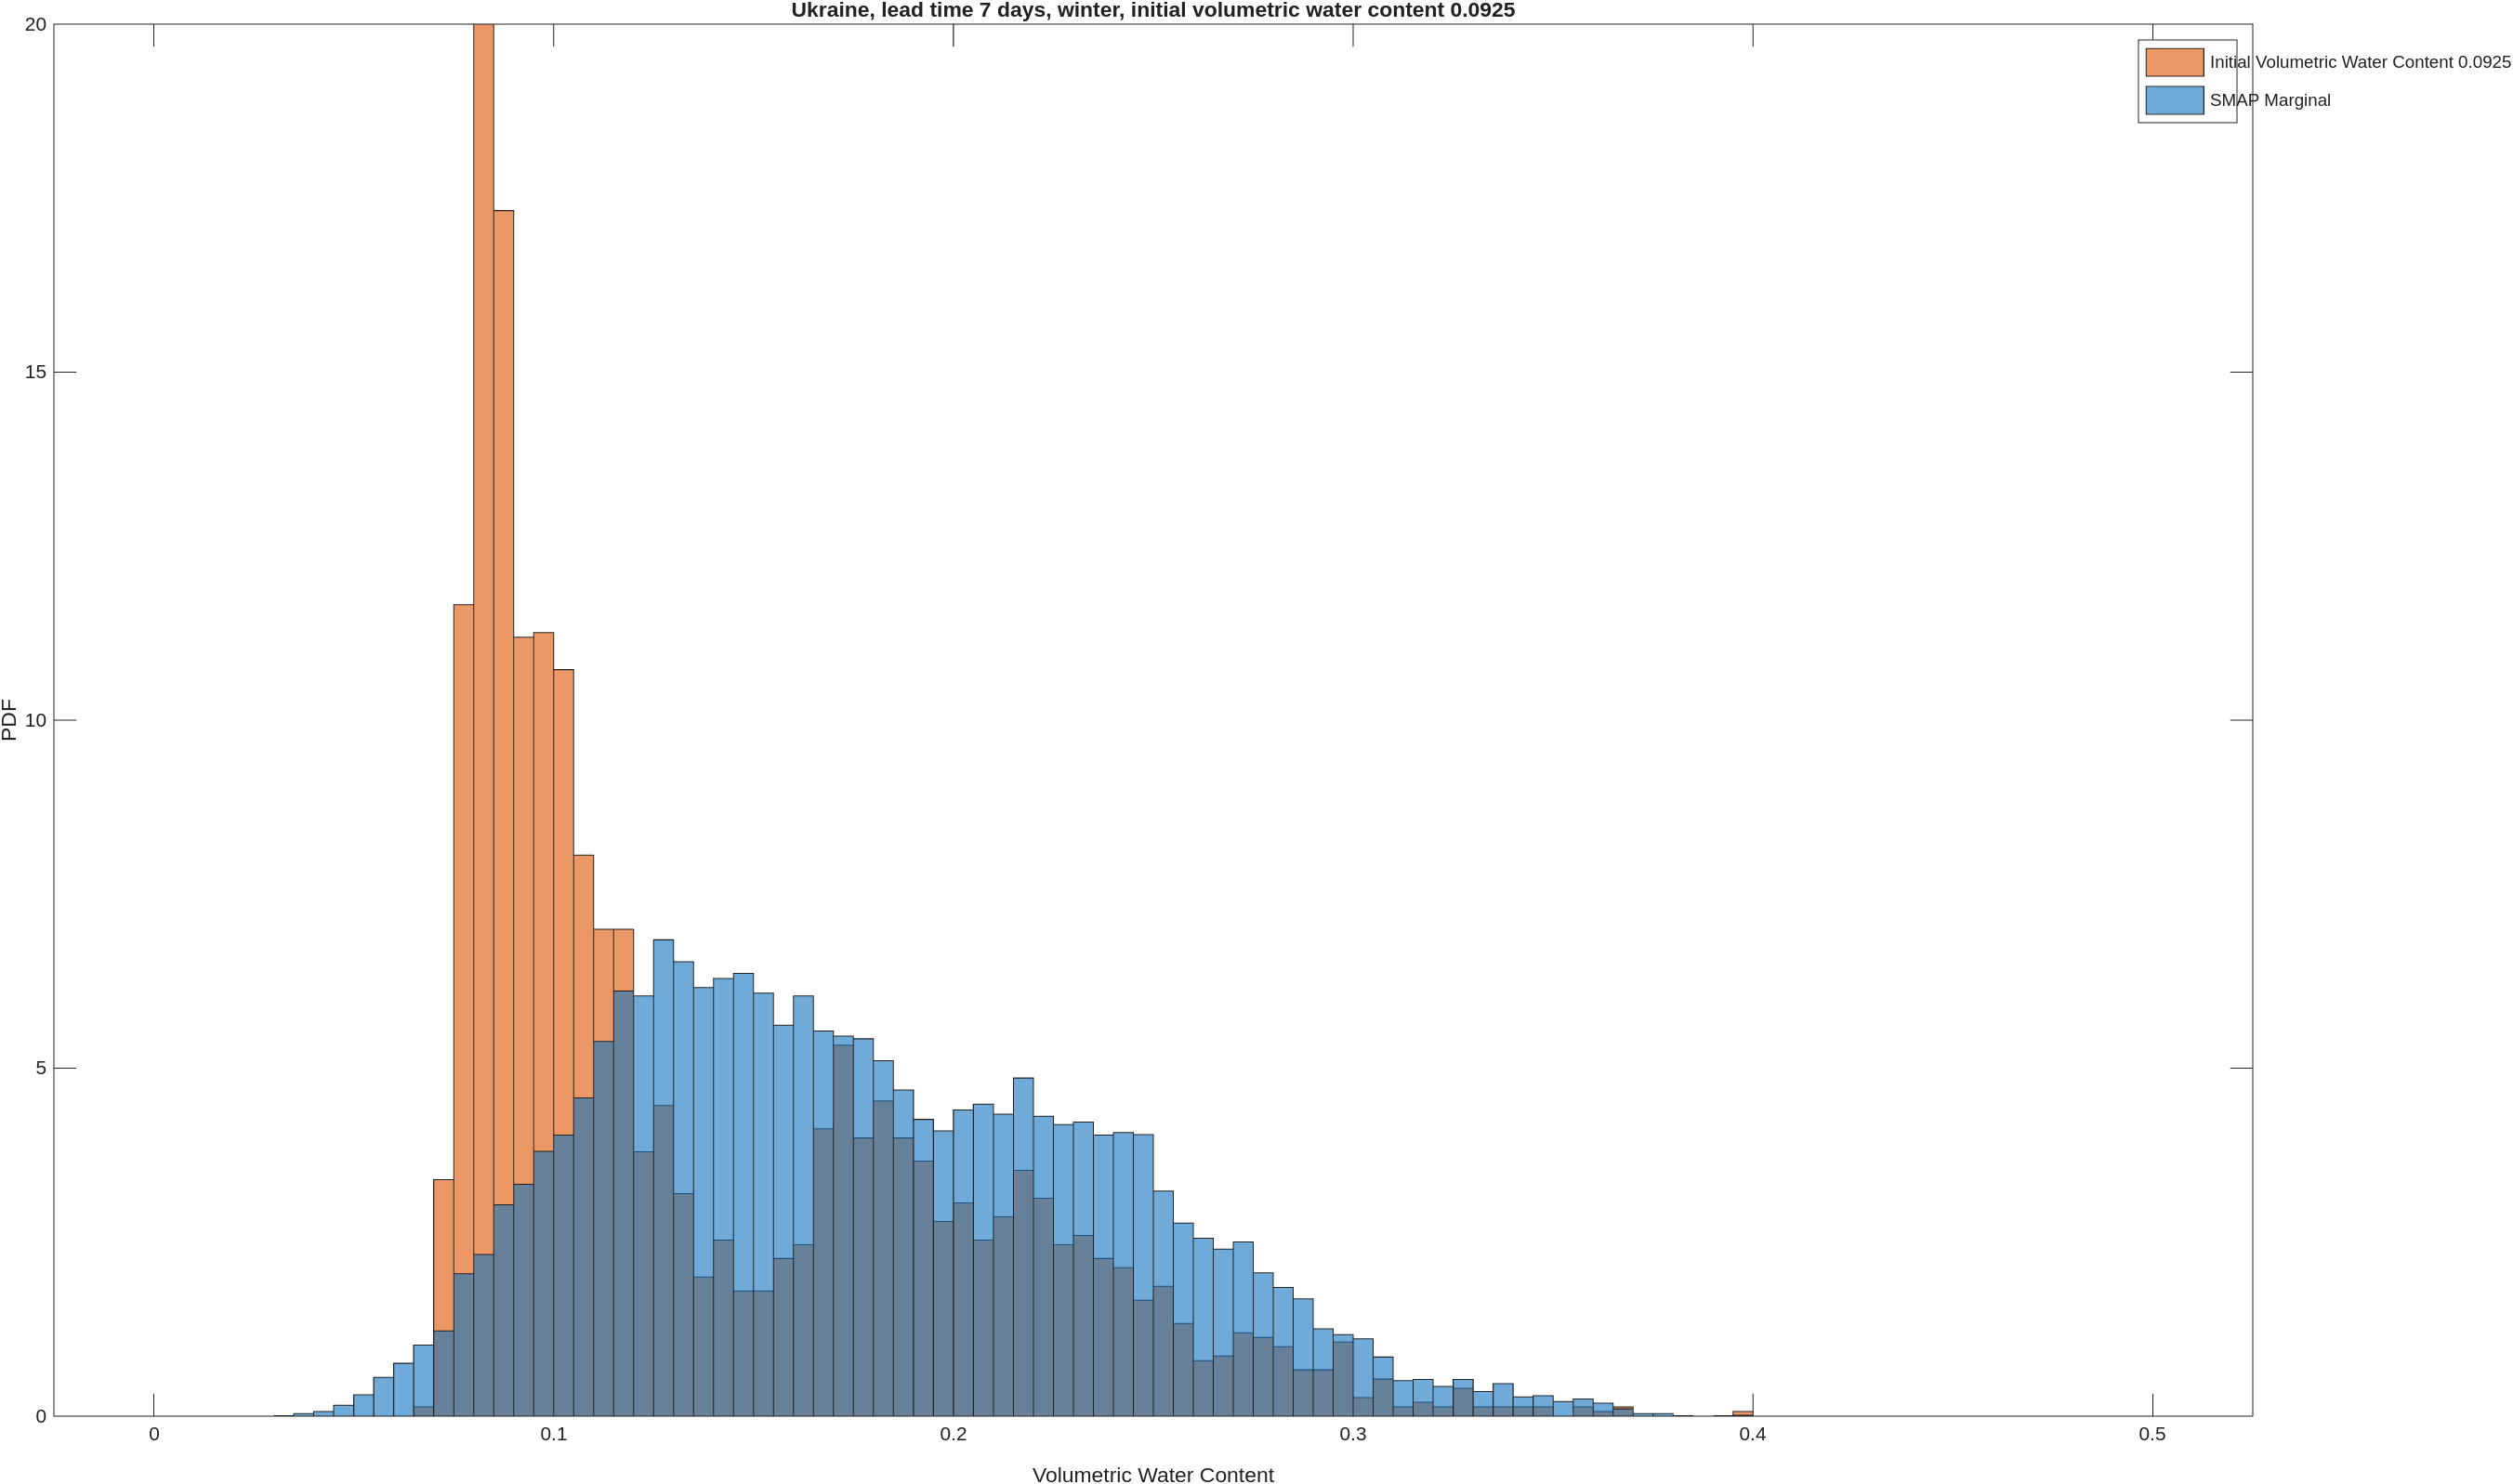 Ukraine, lead time 7 days, winter, initial volumetric water content 0.0925
Initial Volumetric Water Content 0.0925
SMAP Marginal
20
15
10
5
0
PDF
0 0.1 0.2 0.3 0.4 0.5
Volumetric Water Content